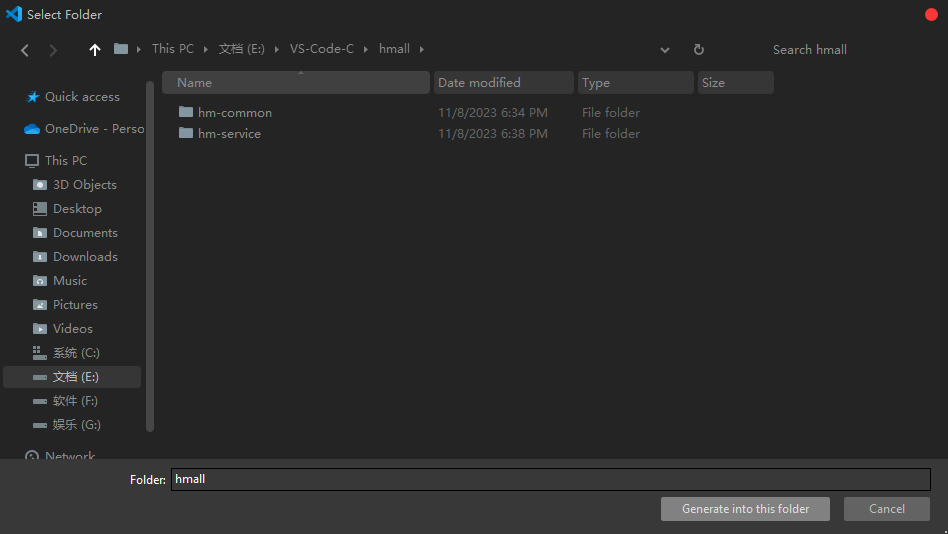 Select Folder
This PC 文档 (E:) VS-Code-C hmall
Search hmall
Name Date modified Type Size
Quick access
OneDrive - Perso
This PC
3D Objects
Desktop
Documents
Downloads
Music
Pictures
Videos
系统 (C:)
文档 (E:)
软件 (F:)
娱乐 (G:)
Network
hm-common 11/8/2023 6:34 PM File folder
hm-service 11/8/2023 6:38 PM File folder
Folder: hmall
Generate into this folder Cancel